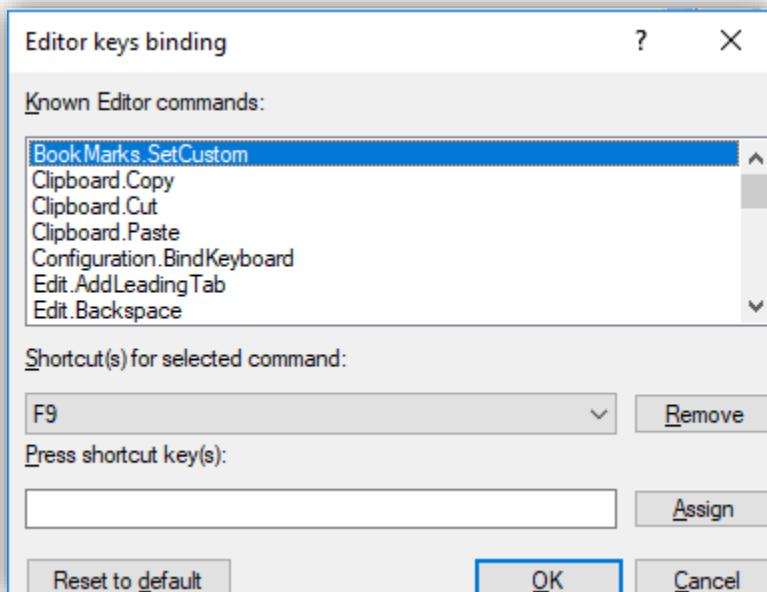 Editor keys binding ?
Known Editor commands:
BookMarks.SetCustom
Clipboard.Copy
Clipboard.Cut
Clipboard.Paste
Configuration.BindKeyboard
Edit.AddLeadingTab
Edit.Backspace
Shortcut(s) for selected command:
F9 Remove
Press shortcut key(s):
Assign
Reset to default OK Cancel